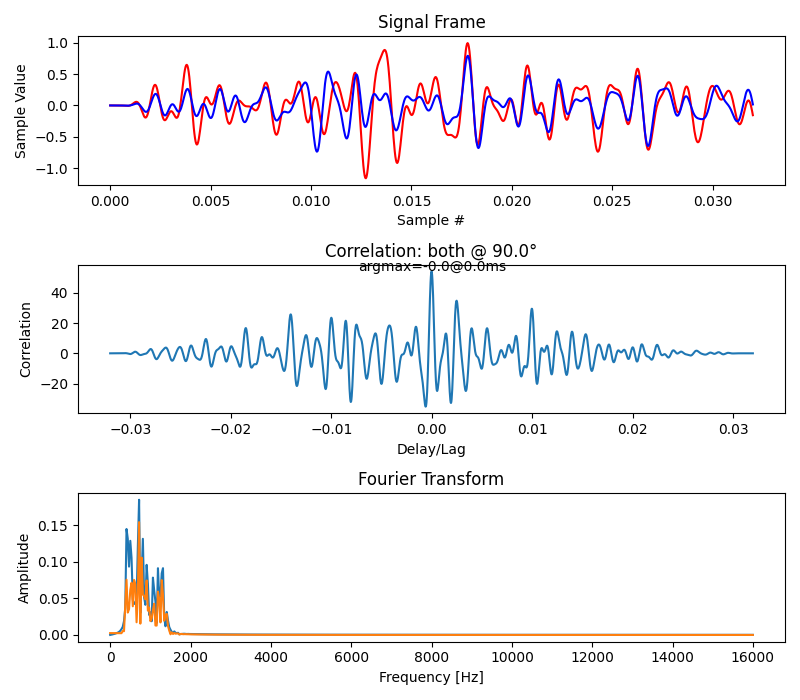 Signal Frame
1.0
0.5
0.0
−0.5
−1.0
Sample Value
0.000 0.005 0.010 0.015 0.020 0.025 0.030
Sample #
Correlation: both @ 90.0°
argmax=-0.0@0.0ms
40
20
0
−20
Correlation
−0.03 −0.02 −0.01 0.00 0.01 0.02 0.03
Delay/Lag
Fourier Transform
0.15
0.10
0.05
0.00
Amplitude
0 2000 4000 6000 8000 10000 12000 14000 16000
Frequency [Hz]